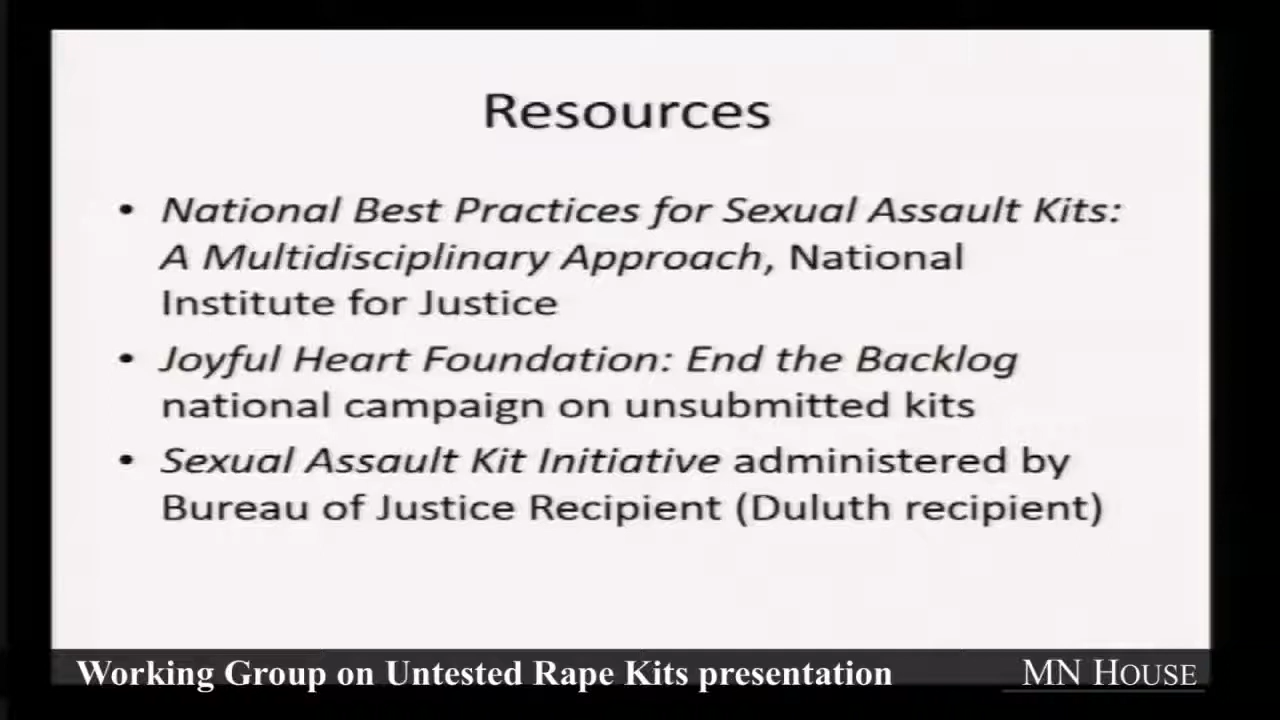 Resources
• National Best Practices for Sexual Assault Kits:
A Multidisciplinary Approach, National
Institute for Justice
• Joyful Heart Foundation: End the Backlog
national campaign on unsubmitted kits
• Sexual Assault Kit Initiative administered by
Bureau of Justice Recipient (Duluth recipient)
Working Group on Untested Rape Kits presentation
MN HOUSE